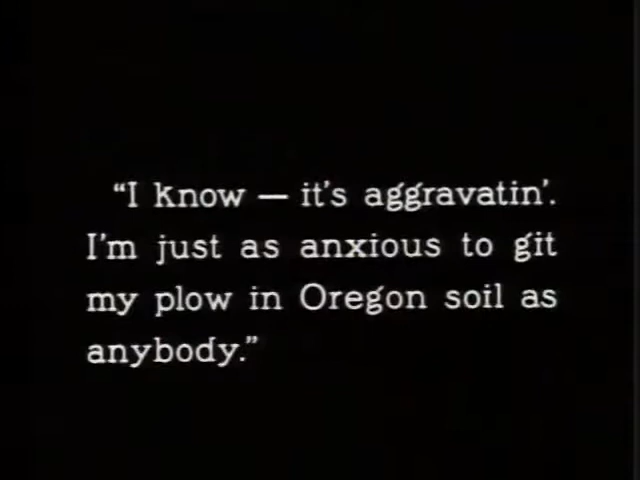 “I know — it's aggravatin'.
I'm just as anxious to git
my plow in Oregon soil as
anybody.”